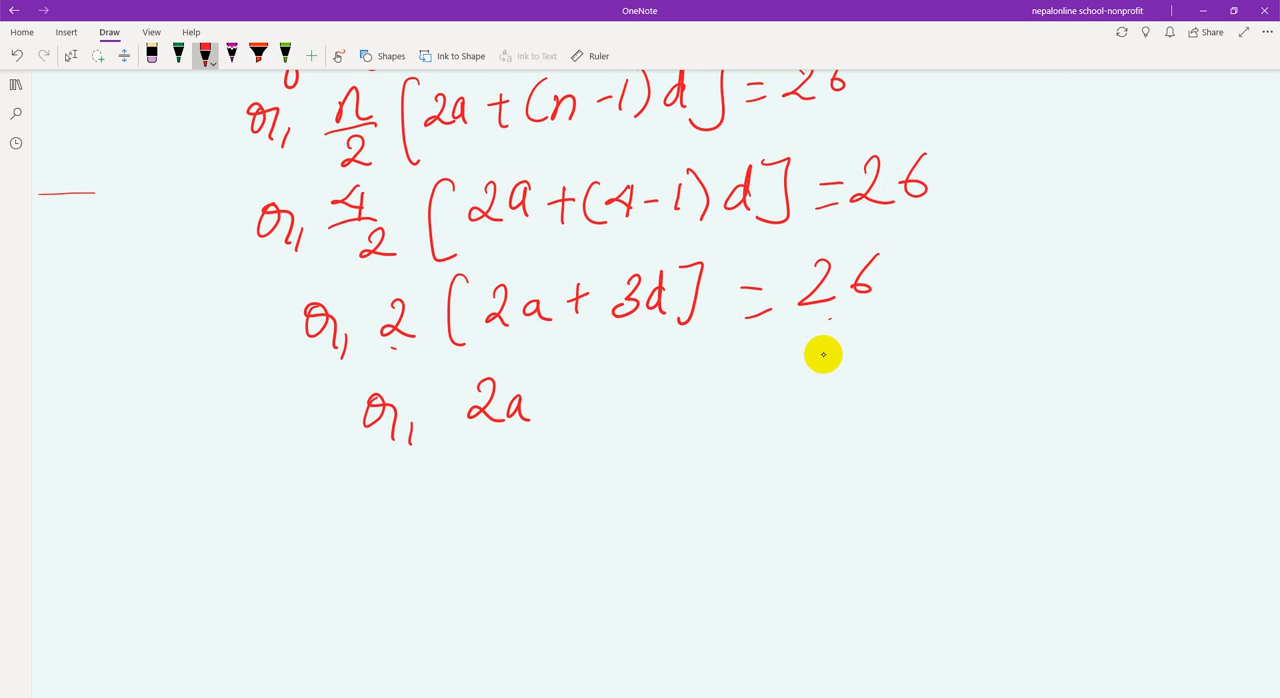 OneNote
nepalonline school-nonprofit
Home Insert Draw View Help
Share
Shapes Ink to Shape Ink to Text Ruler
or, n/2 [2a + (n - 1) d] = 26
or, 4/2 [2a + (4 - 1) d] = 26
or, 2 [2a + 3d] = 26
or, 2a